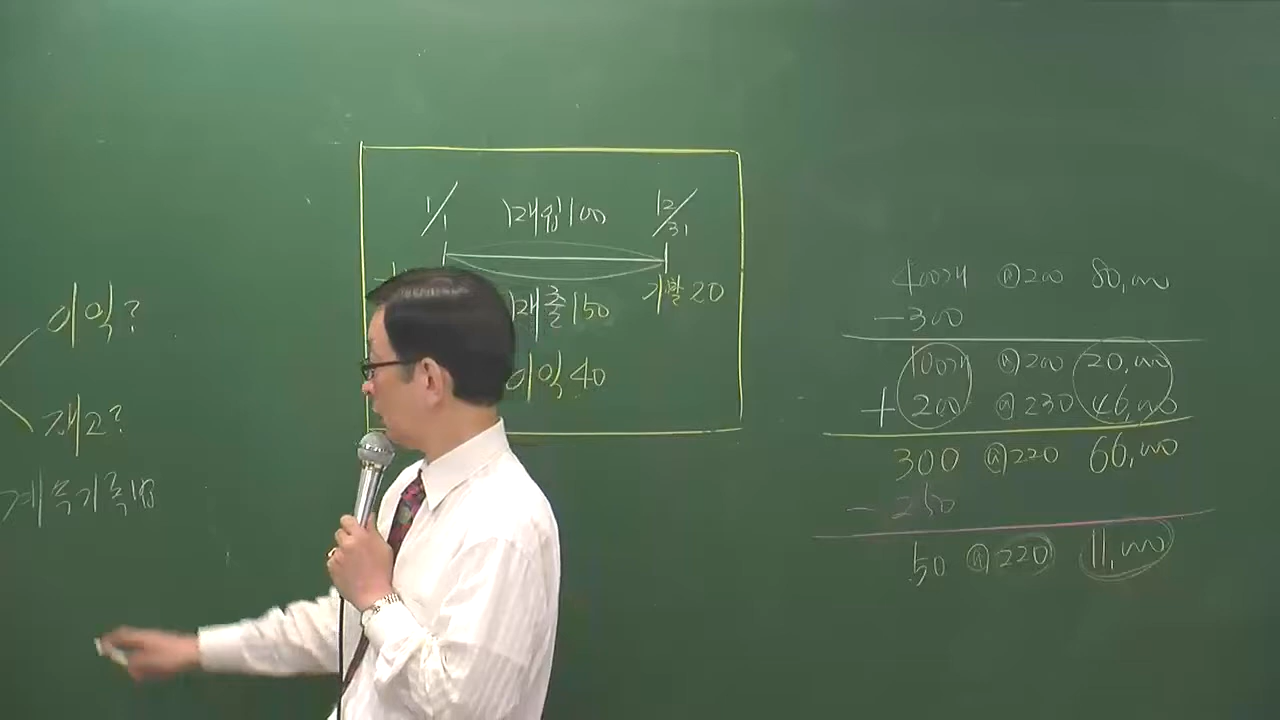 이익?
재고?
계속기록법
1/1 매입100 12/31
매출150 기말20
이익40
400개 @200 80,000
-300
100개 @200 20,000
+ 200 @230 46,000
300 @220 66,000
- 250
50 @220 11,000